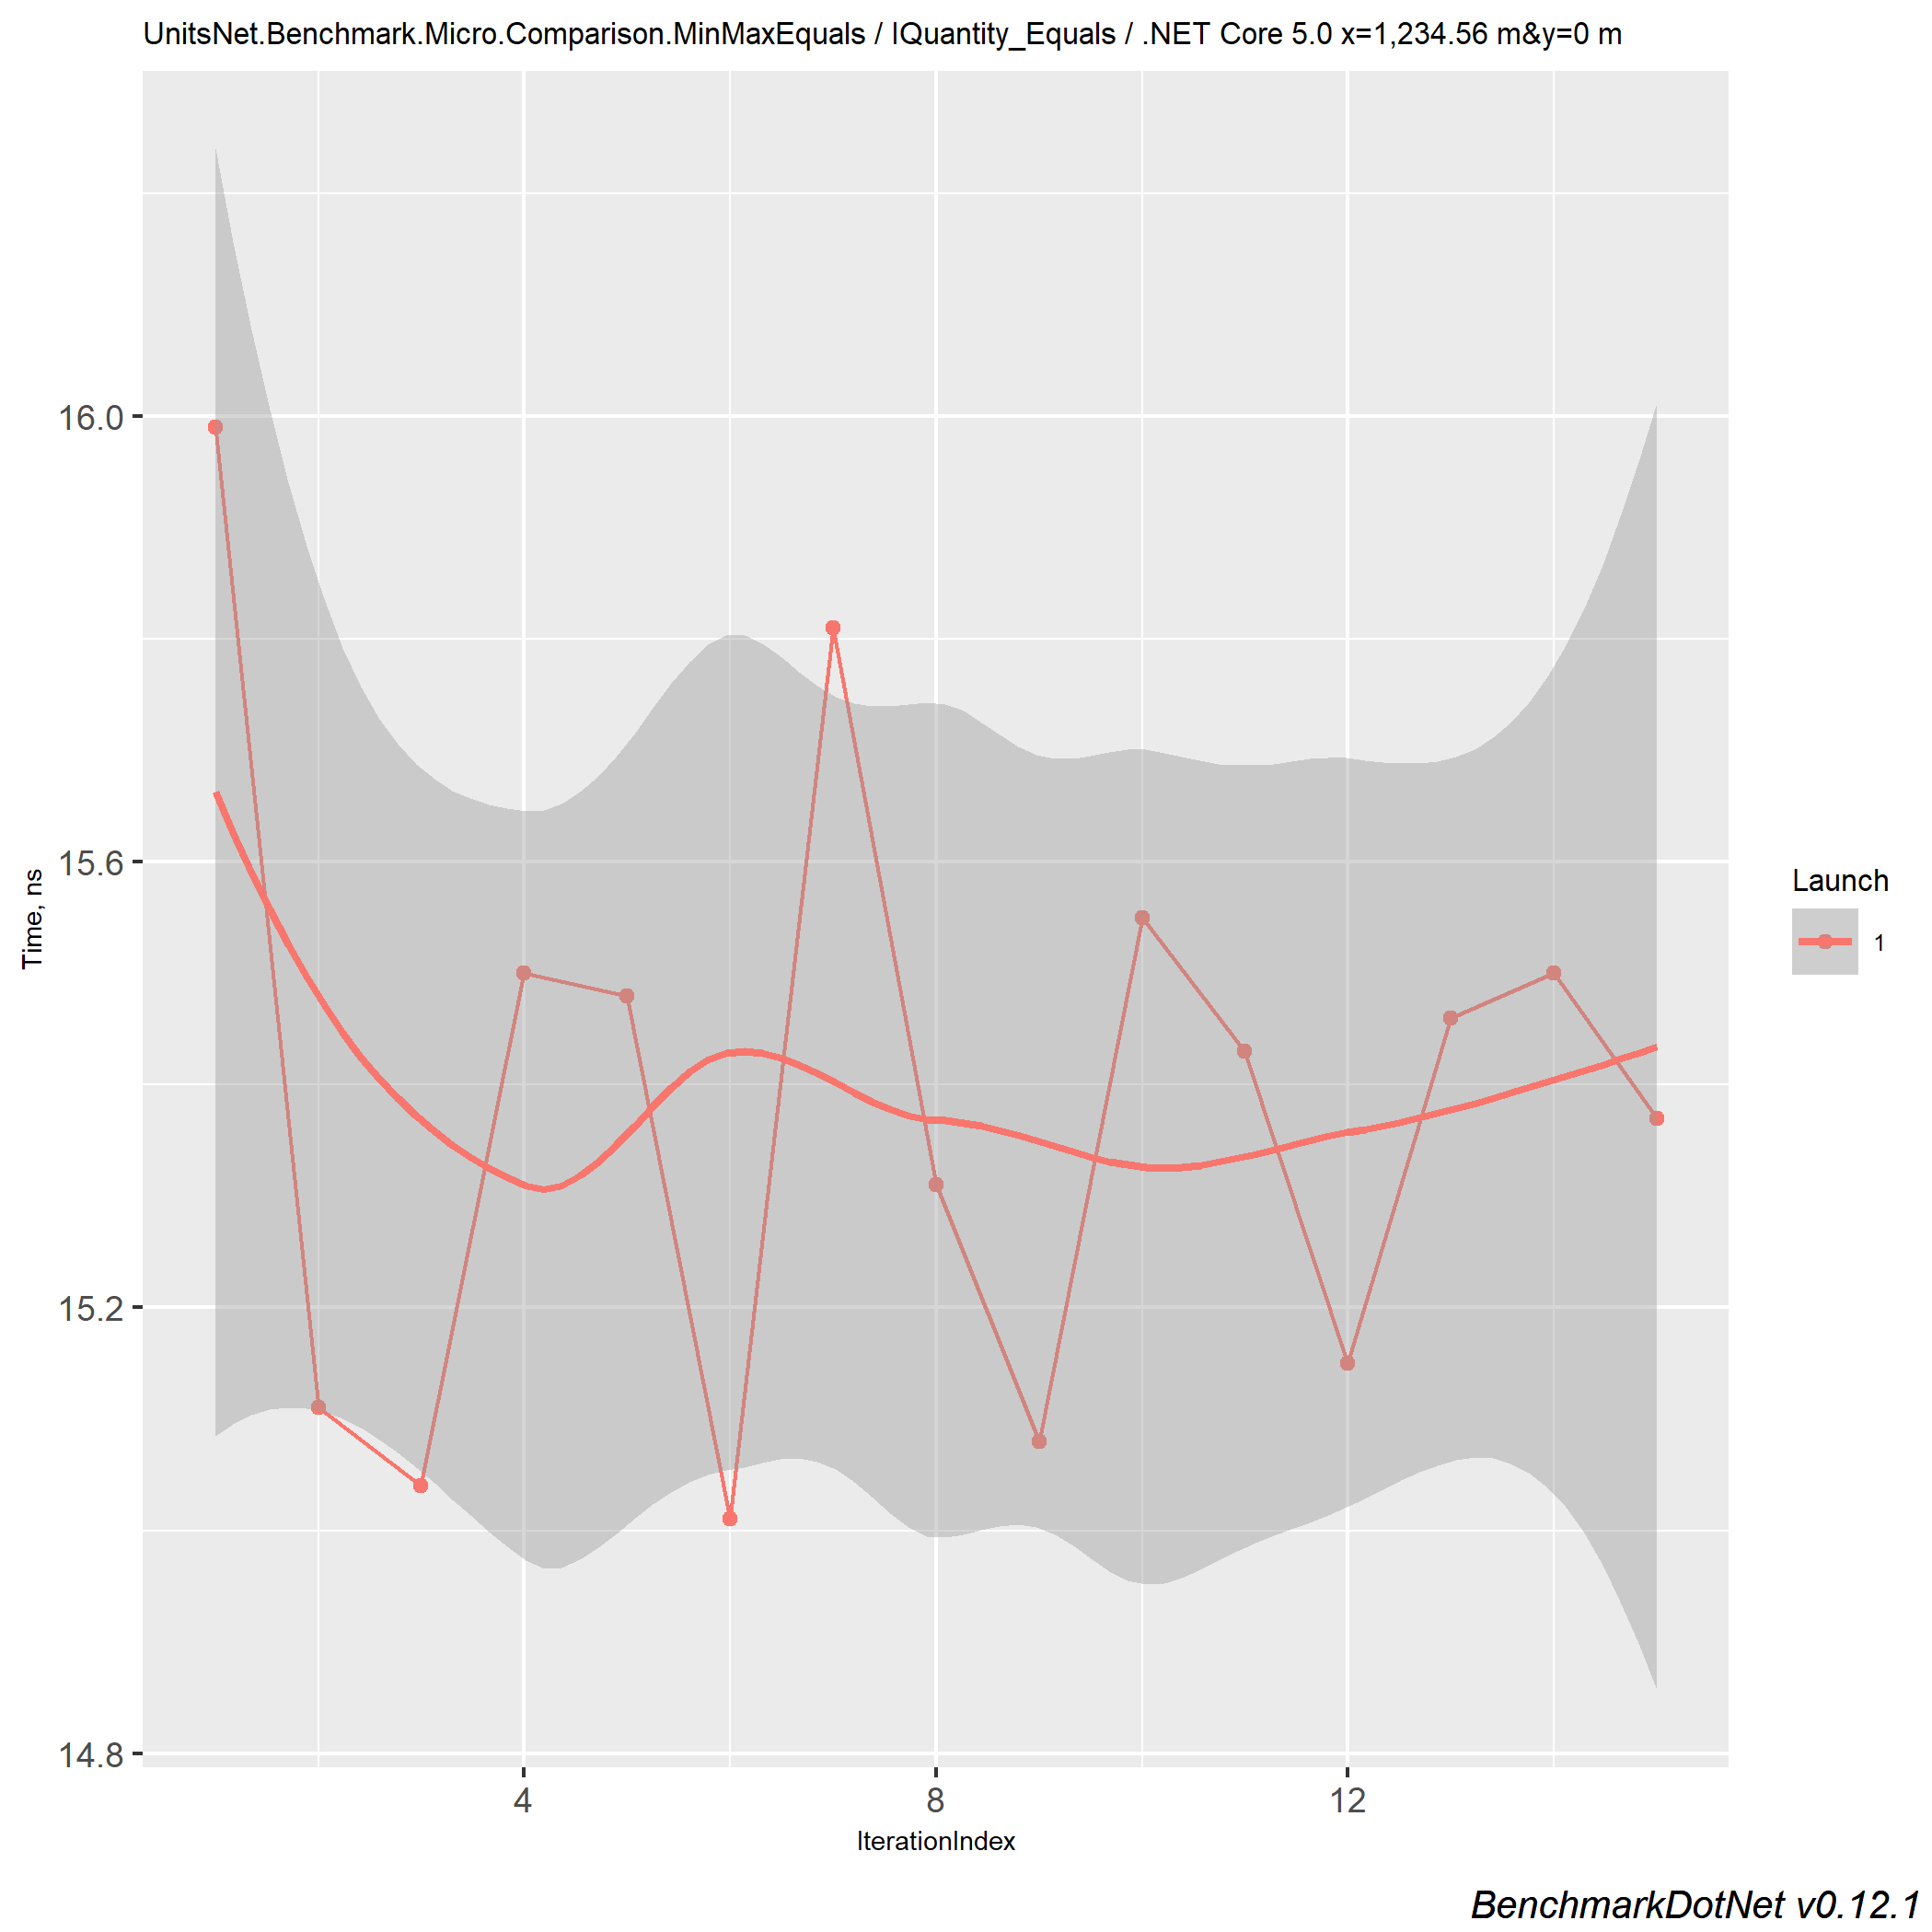 UnitsNet.Benchmark.Micro.Comparison.MinMaxEquals / IQuantity_Equals / .NET Core 5.0 x=1,234.56 m&y=0 m
16.0
15.6
15.2
14.8
Time, ns
4 8 12
IterationIndex
Launch
1
BenchmarkDotNet v0.12.1